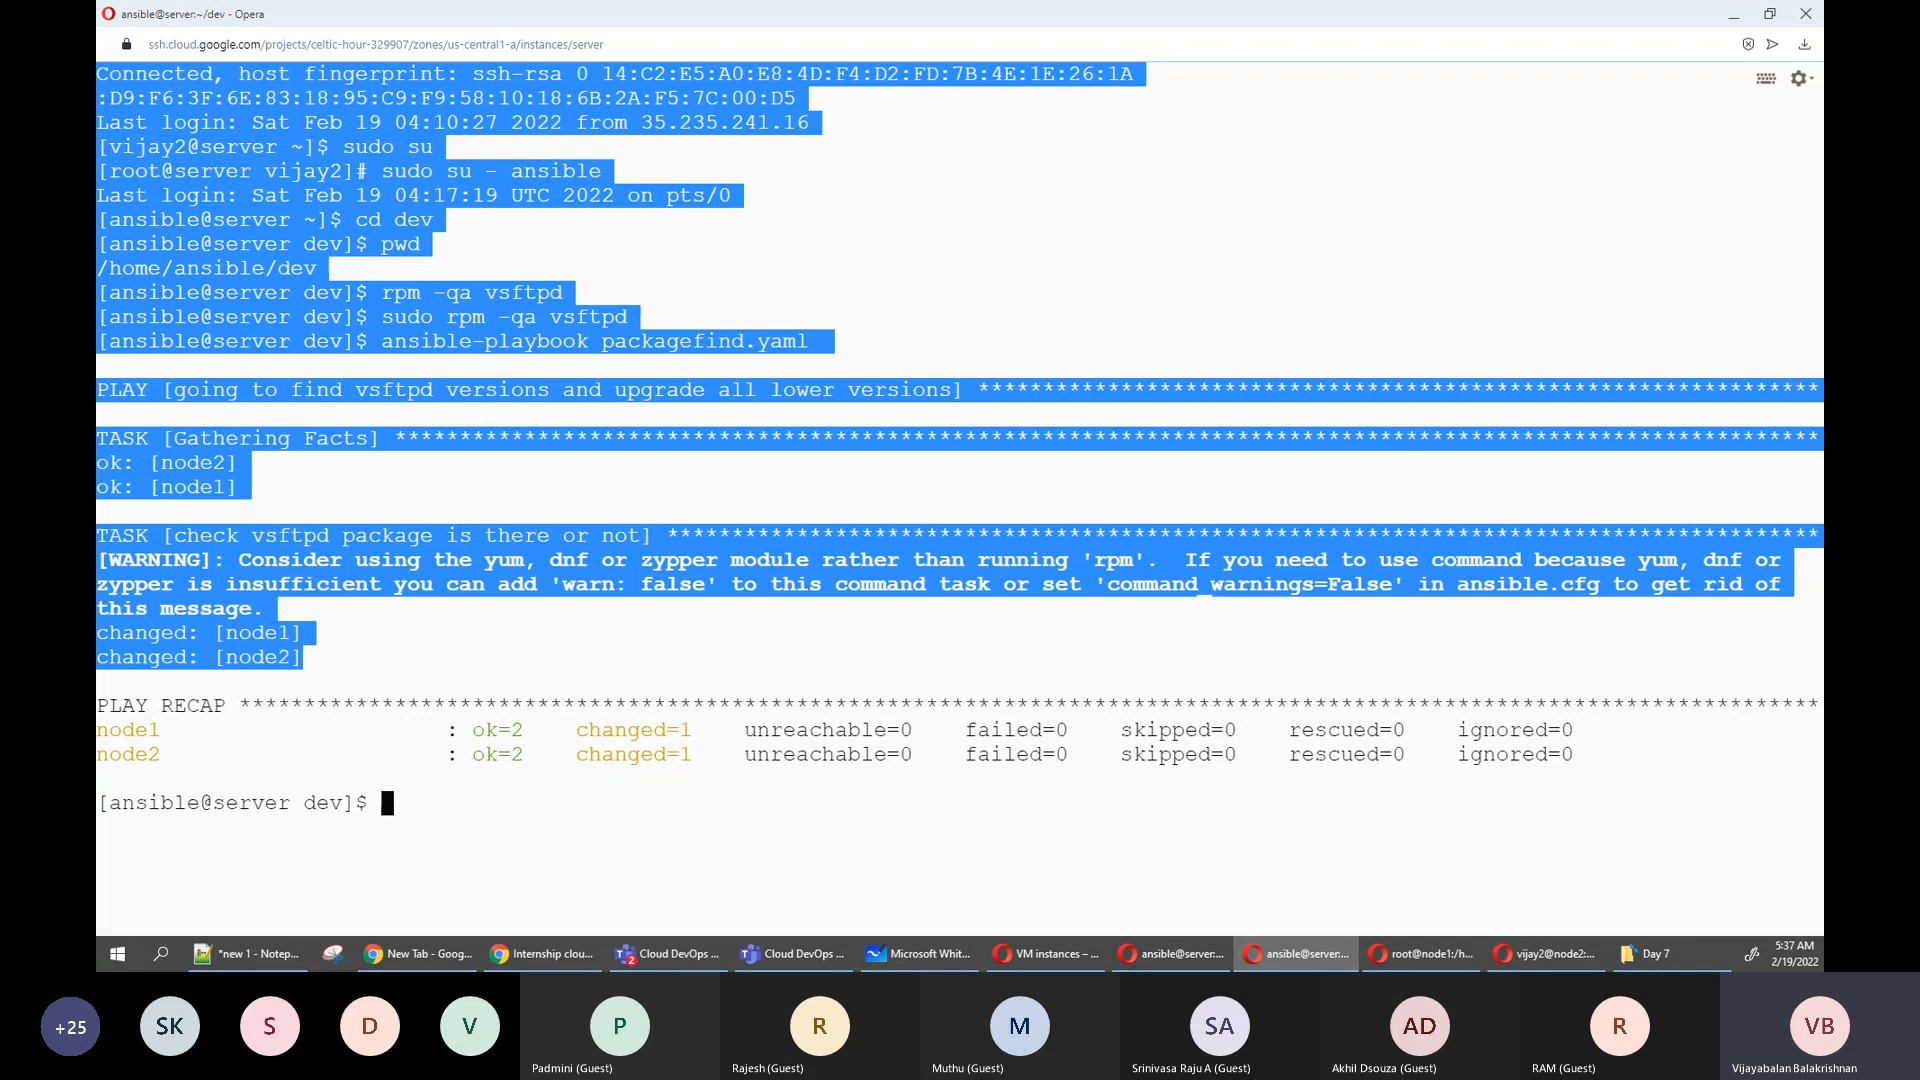 ansible@server:~/dev - Opera
ssh.cloud.google.com/projects/celtic-hour-329907/zones/us-central1-a/instances/server
Connected, host fingerprint: ssh-rsa 0 14:C2:E5:A0:E8:4D:F4:D2:FD:7B:4E:1E:26:1A
:D9:F6:3F:6E:83:18:95:C9:F9:58:10:18:6B:2A:F5:7C:00:D5
Last login: Sat Feb 19 04:10:27 2022 from 35.235.241.16
[vijay2@server ~]$ sudo su
[root@server vijay2]# sudo su - ansible
Last login: Sat Feb 19 04:17:19 UTC 2022 on pts/0
[ansible@server ~]$ cd dev
[ansible@server dev]$ pwd
/home/ansible/dev
[ansible@server dev]$ rpm -qa vsftpd
[ansible@server dev]$ sudo rpm -qa vsftpd
[ansible@server dev]$ ansible-playbook packagefind.yaml
PLAY [going to find vsftpd versions and upgrade all lower versions] *****************************************************************
TASK [Gathering Facts] **************************************************************************************************************
ok: [node2]
ok: [node1]
TASK [check vsftpd package is there or not] *****************************************************************************************
[WARNING]: Consider using the yum, dnf or zypper module rather than running 'rpm'.  If you need to use command because yum, dnf or
zypper is insufficient you can add 'warn: false' to this command task or set 'command_warnings=False' in ansible.cfg to get rid of
this message.
changed: [node1]
changed: [node2]
PLAY RECAP **************************************************************************************************************************
node1 : ok=2 changed=1 unreachable=0 failed=0 skipped=0 rescued=0 ignored=0
node2 : ok=2 changed=1 unreachable=0 failed=0 skipped=0 rescued=0 ignored=0
[ansible@server dev]$
*new 1 - Notep... New Tab - Goog... Internship clou... 2 Cloud DevOps ... Cloud DevOps ... Microsoft Whit... VM instances – ... ansible@server:... ansible@server:... root@node1:/h... vijay2@node2:... Day 7 5:37 AM
2/19/2022
+25 SK S D V P R M SA AD R VB
Padmini (Guest) Rajesh (Guest) Muthu (Guest) Srinivasa Raju A (Guest) Akhil Dsouza (Guest) RAM (Guest) Vijayabalan Balakrishnan